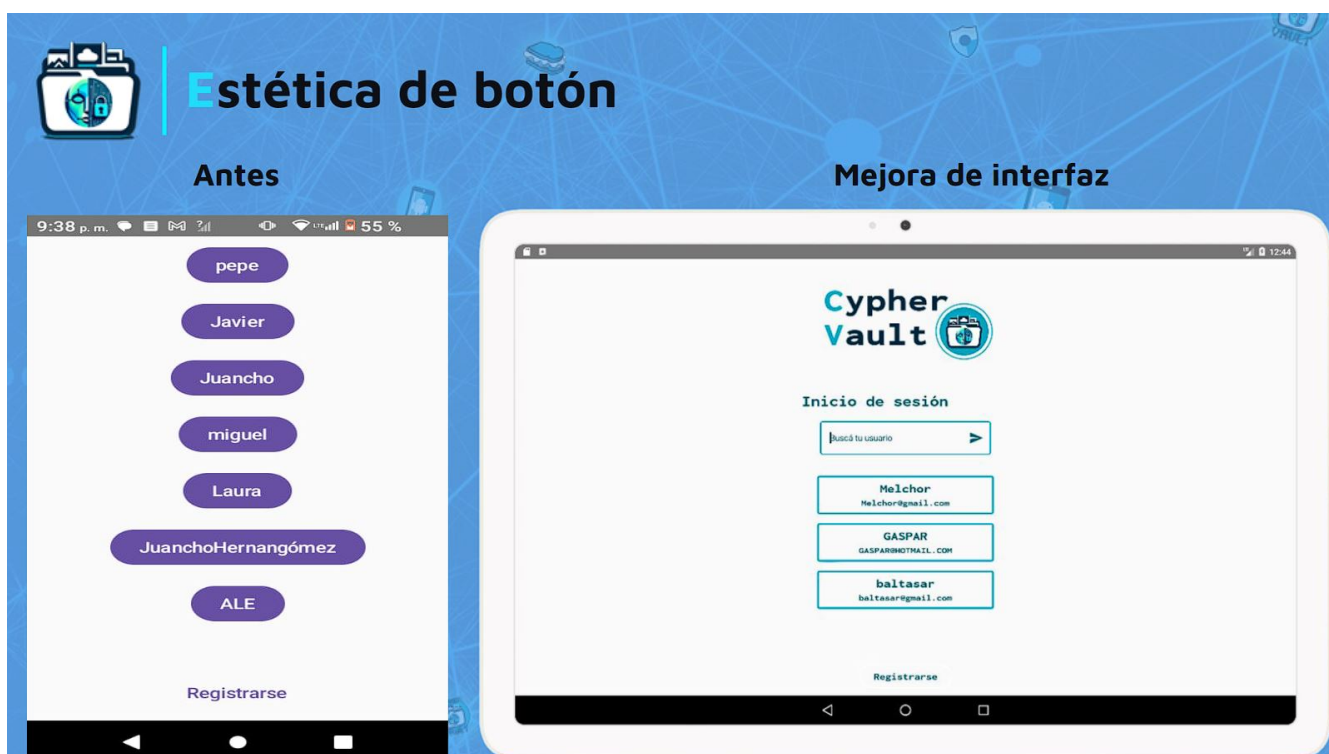 Estética de botón
Antes
Mejora de interfaz
9:38 p. m.
LTE
55 %
pepe
Javier
Juancho
miguel
Laura
JuanchoHernangómez
ALE
Registrarse
12:44
Cypher
Vault
Inicio de sesión
Buscá tu usuario
Melchor
Melchor@gmail.com
GASPAR
GASPAR@HOTMAIL.COM
baltasar
baltasar@gmail.com
Registrarse
VAULT